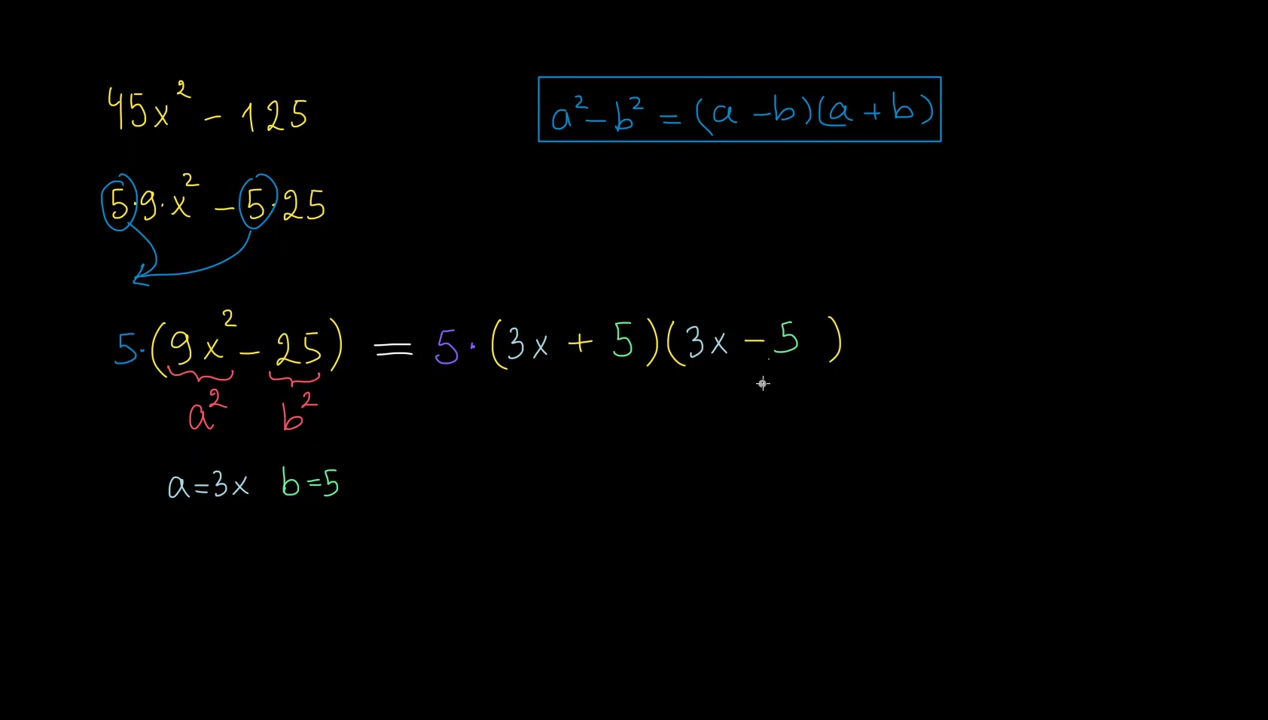 45x² - 125
a² - b² = (a - b)(a + b)
5·9·x² - 5·25
5·(9x² - 25) = 5·(3x + 5)(3x - 5)
a² b²
a=3x b=5